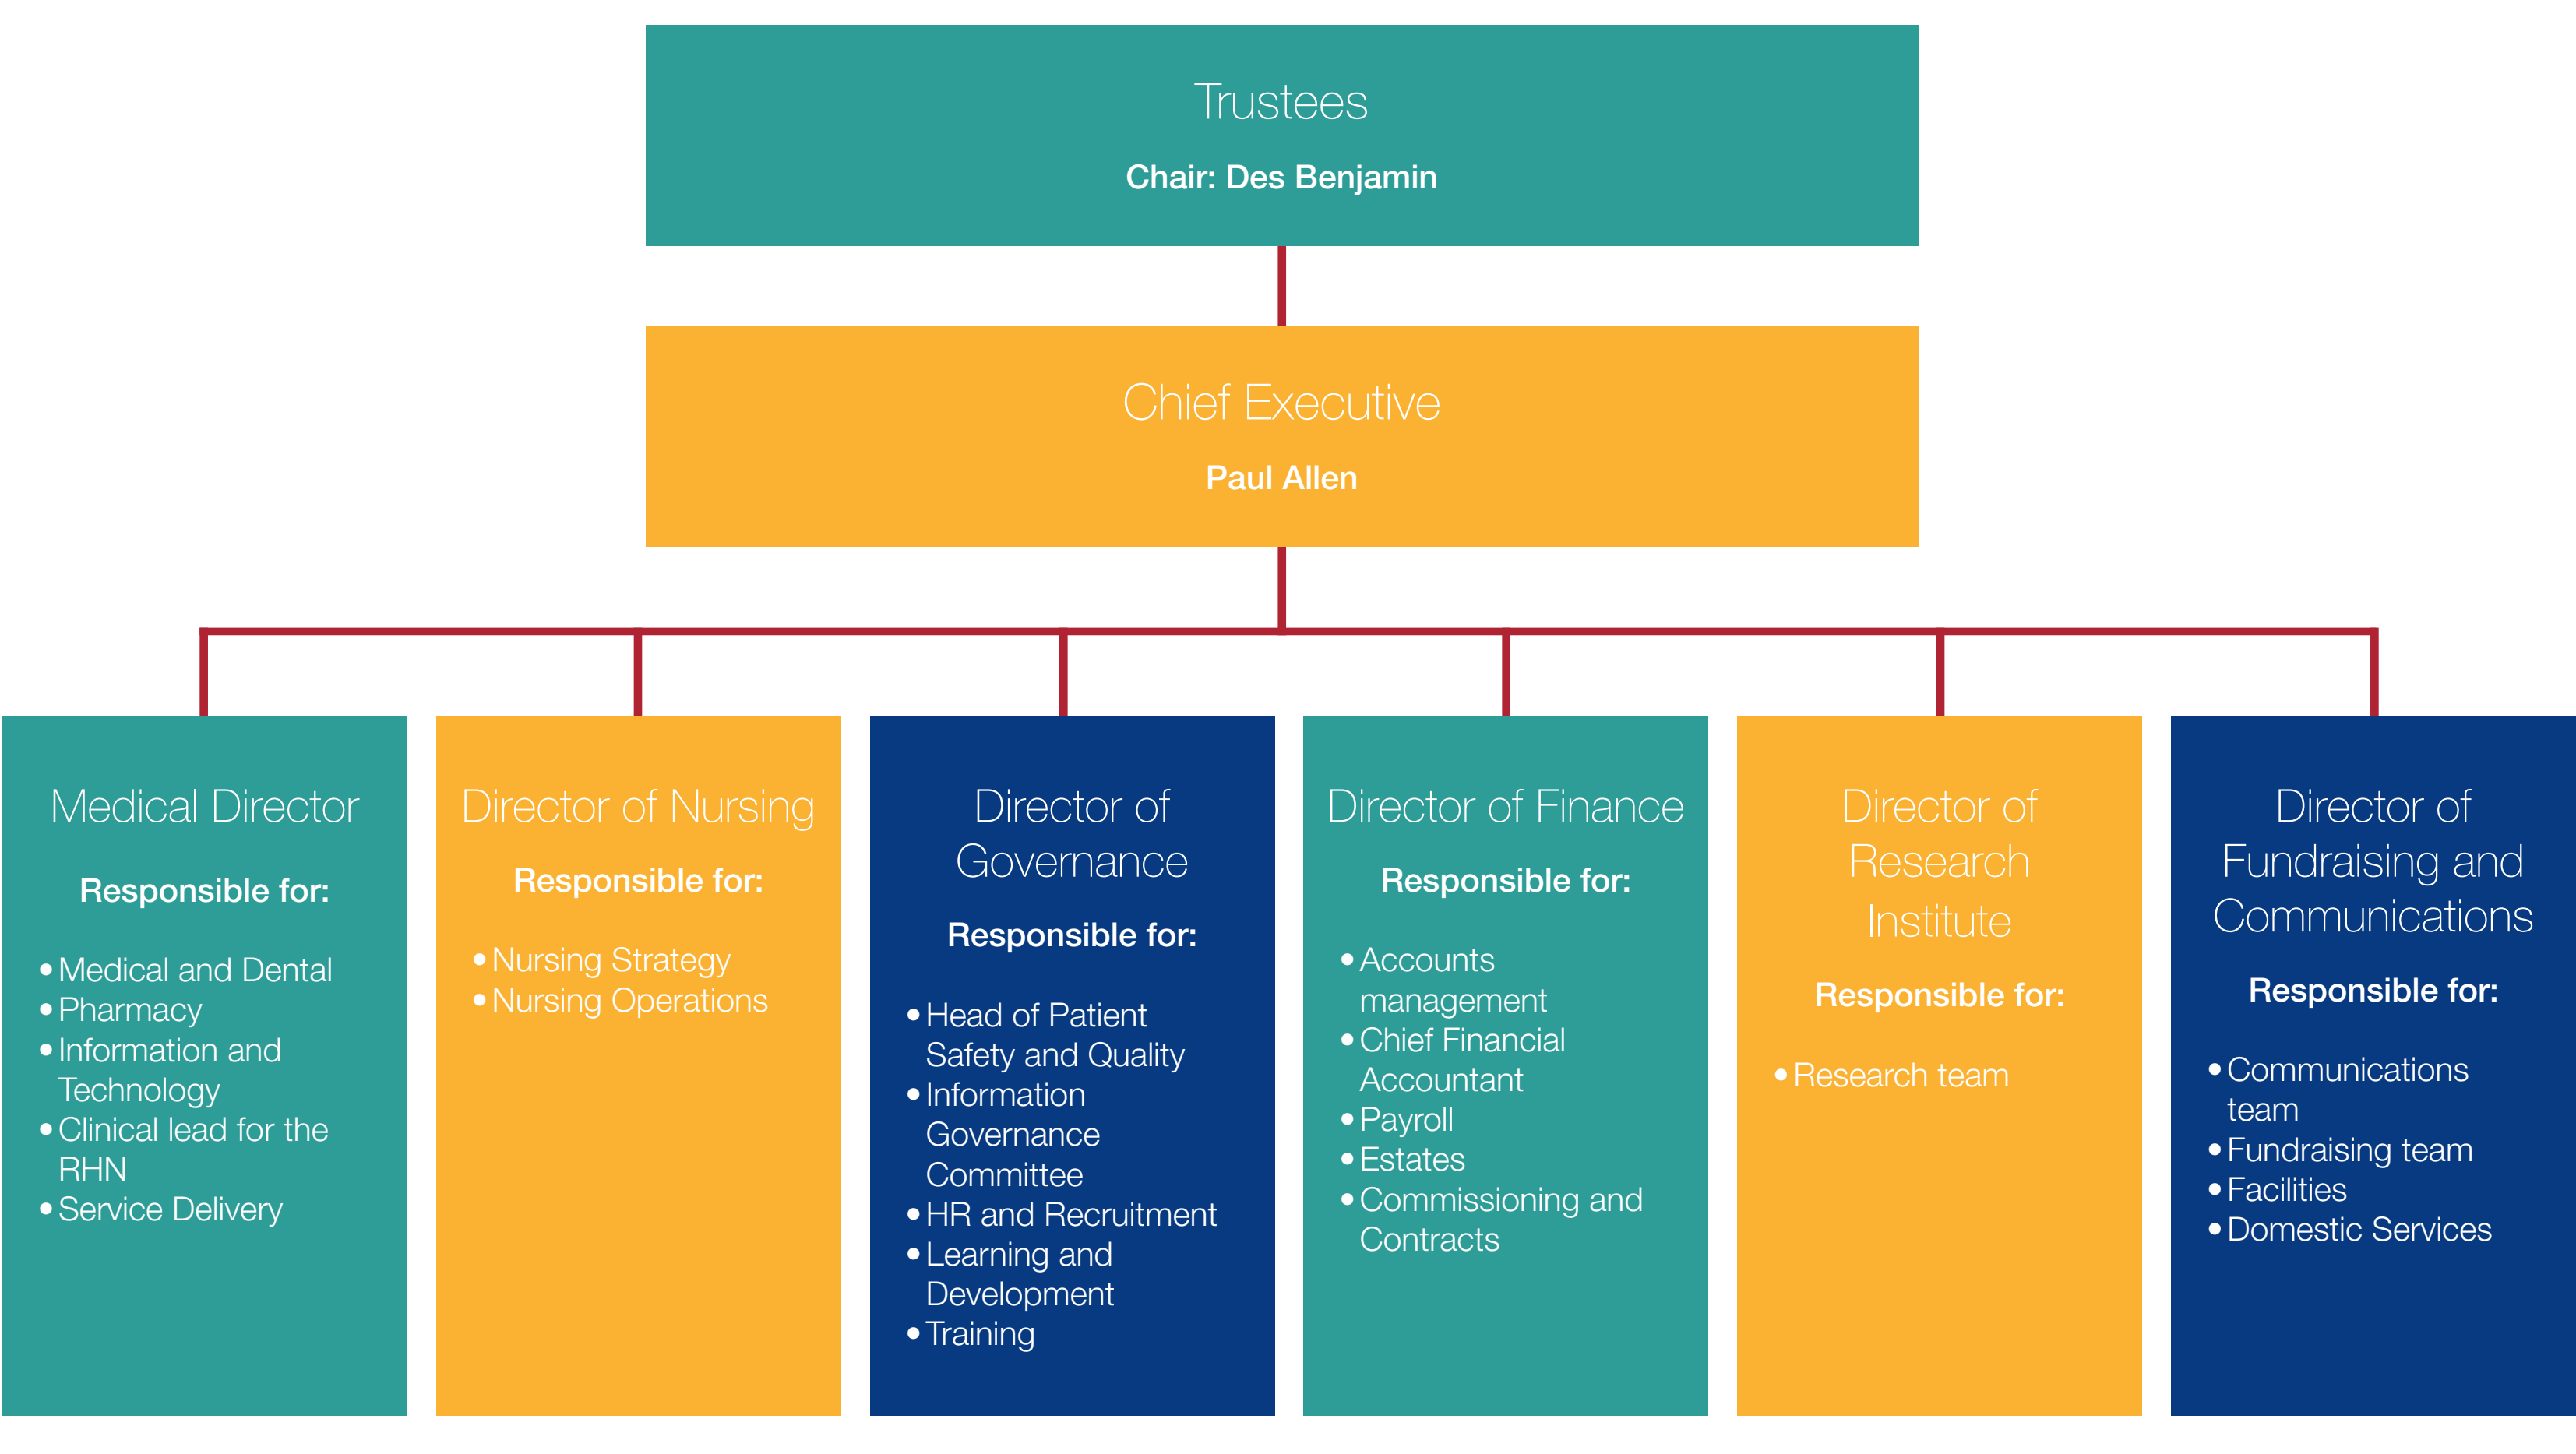 Trustees
Chair: Des Benjamin
Chief Executive
Paul Allen
Medical Director
Responsible for:
•Medical and Dental
•Pharmacy
•Information and
Technology
•Clinical lead for the
RHN
•Service Delivery
Director of Nursing
Responsible for:
•Nursing Strategy
•Nursing Operations
Director of
Governance
Responsible for:
•Head of Patient
Safety and Quality
•Information
Governance
Committee
•HR and Recruitment
•Learning and
Development
•Training
Director of Finance
Responsible for:
•Accounts
management
•Chief Financial
Accountant
•Payroll
•Estates
•Commissioning and
Contracts
Director of
Research
Institute
Responsible for:
•Research team
Director of
Fundraising and
Communications
Responsible for:
•Communications
team
•Fundraising team
•Facilities
•Domestic Services